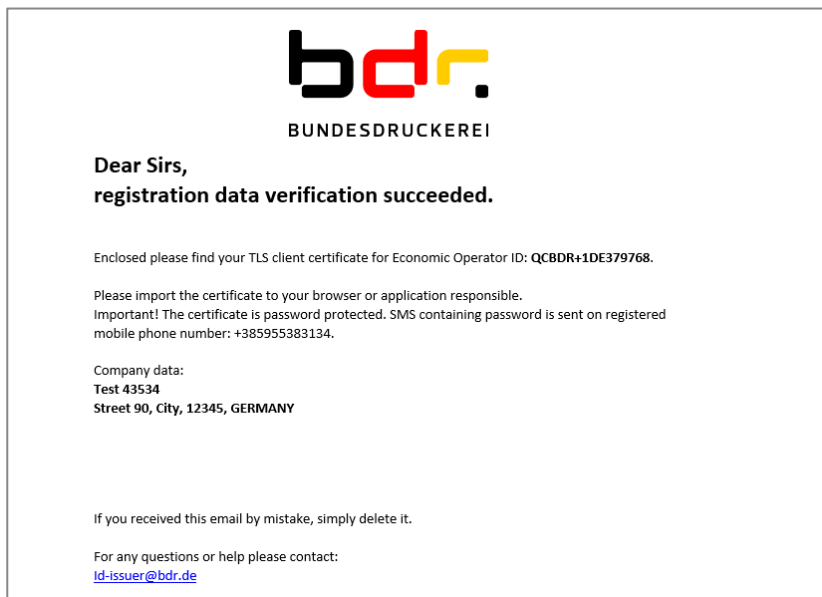 bdr.
BUNDESDRUCKEREI
Dear Sirs,
registration data verification succeeded.
Enclosed please find your TLS client certificate for Economic Operator ID: QCBDR+1DE379768.
Please import the certificate to your browser or application responsible.
Important! The certificate is password protected. SMS containing password is sent on registered
mobile phone number: +385955383134.
Company data:
Test 43534
Street 90, City, 12345, GERMANY
If you received this email by mistake, simply delete it.
For any questions or help please contact:
Id-issuer@bdr.de